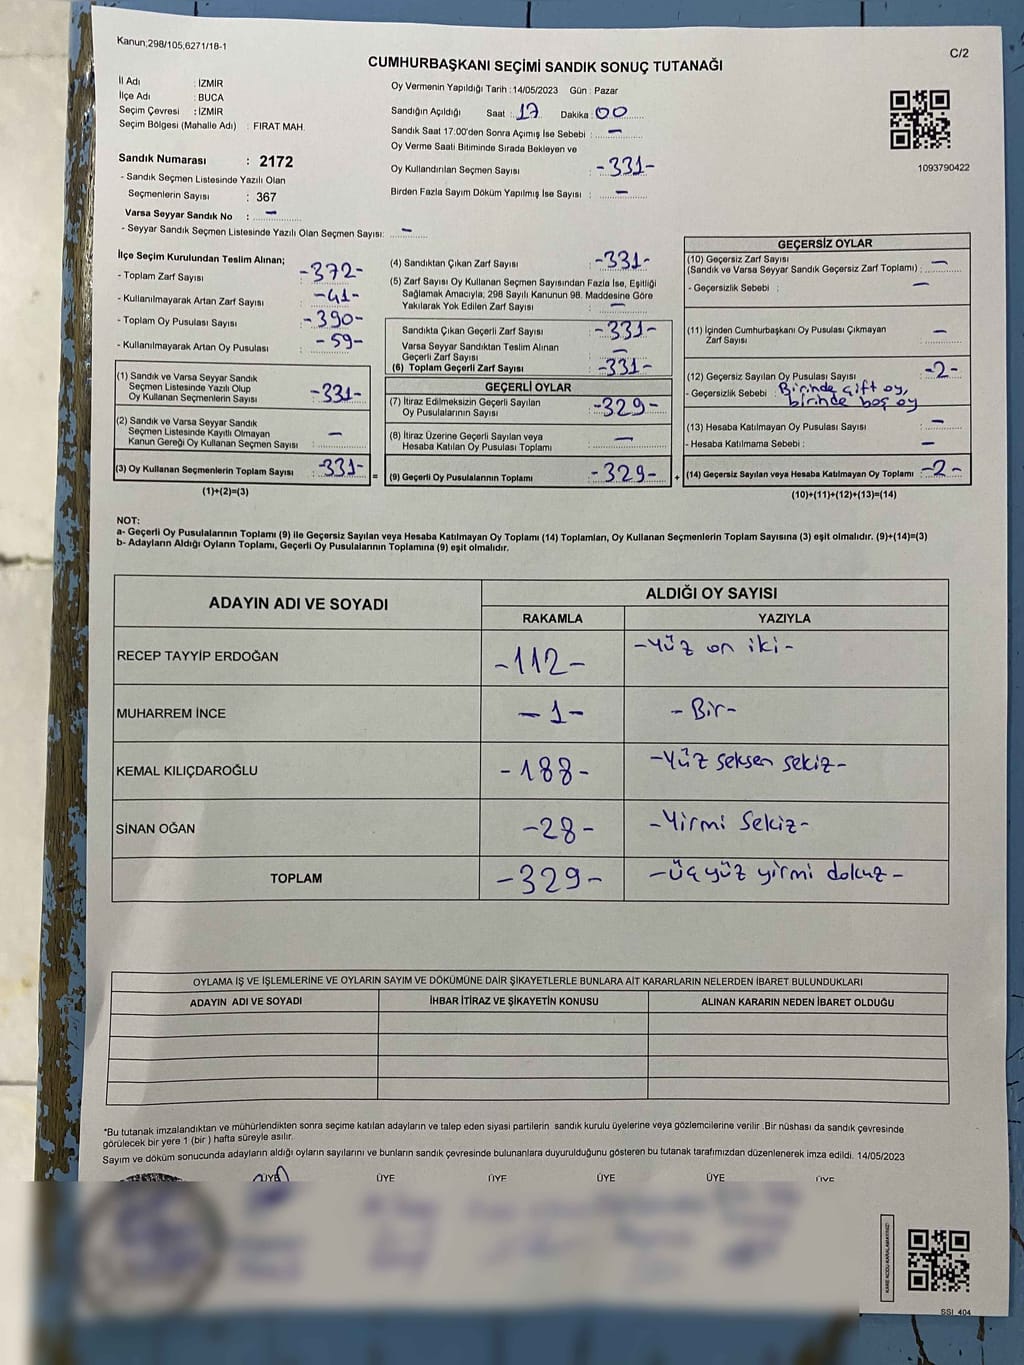 Kanun;298/105,6271/18-1
C/2
CUMHURBAŞKANI SEÇİMİ SANDIK SONUÇ TUTANAĞI
İl Adı : İZMİR
İlçe Adı : BUCA
Seçim Çevresi : İZMİR
Seçim Bölgesi (Mahalle Adı) : FIRAT MAH.
Sandık Numarası : 2172
- Sandık Seçmen Listesinde Yazılı Olan
Seçmenlerin Sayısı : 367
Varsa Seyyar Sandık No : -
- Seyyar Sandık Seçmen Listesinde Yazılı Olan Seçmen Sayısı: -
Oy Vermenin Yapıldığı Tarih :14/05/2023 Gün : Pazar
Sandığın Açıldığı Saat : 17 Dakika : 00
Sandık Saat 17:00'den Sonra Açımış İse Sebebi : -
Oy Verme Saati Bitiminde Sırada Bekleyen ve
Oy Kullandırılan Seçmen Sayısı : -331-
Birden Fazla Sayım Döküm Yapılmış İse Sayısı : -
1093790422
İlçe Seçim Kurulundan Teslim Alınan;
- Toplam Zarf Sayısı -372-
- Kullanılmayarak Artan Zarf Sayısı -41-
- Toplam Oy Pusulası Sayısı -390-
- Kullanılmayarak Artan Oy Pusulası -59-
(1) Sandık ve Varsa Seyyar Sandık
Seçmen Listesinde Yazılı Olup
Oy Kullanan Seçmenlerin Sayısı -331-
(2) Sandık ve Varsa Seyyar Sandık
Seçmen Listesinde Kayıtlı Olmayan
Kanun Gereği Oy Kullanan Seçmen Sayısı -
(3) Oy Kullanan Seçmenlerin Toplam Sayısı -331- =
(1)+(2)=(3)
(4) Sandıktan Çıkan Zarf Sayısı -331-
(5) Zarf Sayısı Oy Kullanan Seçmen Sayısından Fazla İse, Eşitliği
Sağlamak Amacıyla; 298 Sayılı Kanunun 98. Maddesine Göre
Yakılarak Yok Edilen Zarf Sayısı : -
Sandıkta Çıkan Geçerli Zarf Sayısı : -331-
Varsa Seyyar Sandıktan Teslim Alınan
Geçerli Zarf Sayısı : -
(6) Toplam Geçerli Zarf Sayısı : -331-
GEÇERLİ OYLAR
(7) İtiraz Edilmeksizin Geçerli Sayılan
Oy Pusulalarının Sayısı : -329-
(8) İtiraz Üzerine Geçerli Sayılan veya
Hesaba Katılan Oy Pusulası Toplamı : -
(9) Geçerli Oy Pusulalarının Toplamı : -329- +
GEÇERSİZ OYLAR
(10) Geçersiz Zarf Sayısı
(Sandık ve Varsa Seyyar Sandık Geçersiz Zarf Toplamı) : -
- Geçersizlik Sebebi : -
(11) İçinden Cumhurbaşkanı Oy Pusulası Çıkmayan
Zarf Sayısı -
(12) Geçersiz Sayılan Oy Pusulası Sayısı : -2-
- Geçersizlik Sebebi : Birinde çift oy,
birinde boş oy
(13) Hesaba Katılmayan Oy Pusulası Sayısı : -
- Hesaba Katılmama Sebebi : -
(14) Geçersiz Sayılan veya Hesaba Katılmayan Oy Toplamı -2-
(10)+(11)+(12)+(13)=(14)
NOT:
a- Geçerli Oy Pusulalarının Toplamı (9) ile Geçersiz Sayılan veya Hesaba Katılmayan Oy Toplamı (14) Toplamları, Oy Kullanan Seçmenlerin Toplam Sayısına (3) eşit olmalıdır. (9)+(14)=(3)
b- Adayların Aldığı Oyların Toplamı, Geçerli Oy Pusulalarının Toplamına (9) eşit olmalıdır.
ADAYIN ADI VE SOYADI ALDIĞI OY SAYISI
RAKAMLA YAZIYLA
RECEP TAYYİP ERDOĞAN -112- -Yüz on iki-
MUHARREM İNCE -1- -Bir-
KEMAL KILIÇDAROĞLU -188- -Yüz seksen sekiz-
SİNAN OĞAN -28- -Yirmi Sekiz-
TOPLAM -329- -Üçyüz yirmi dokuz-
OYLAMA İŞ VE İŞLEMLERİNE VE OYLARIN SAYIM VE DÖKÜMÜNE DAİR ŞİKAYETLERLE BUNLARA AİT KARARLARIN NELERDEN İBARET BULUNDUKLARI
ADAYIN ADI VE SOYADI İHBAR İTİRAZ VE ŞİKAYETİN KONUSU ALINAN KARARIN NEDEN İBARET OLDUĞU
*Bu tutanak imzalandıktan ve mühürlendikten sonra seçime katılan adayların ve talep eden siyasi partilerin sandık kurulu üyelerine veya gözlemcilerine verilir .Bir nüshası da sandık çevresinde
görülecek bir yere 1 (bir ) hafta süreyle asılır.
Sayım ve döküm sonucunda adayların aldığı oyların sayılarını ve bunların sandık çevresinde bulunanlara duyurulduğunu gösteren bu tutanak tarafımızdan düzenlenerek imza edildi. 14/05/2023
ÜYE ÜYE ÜYE ÜYE ÜYE ÜYE
KARE KODU KARALAMAYINIZ!
SSI_404